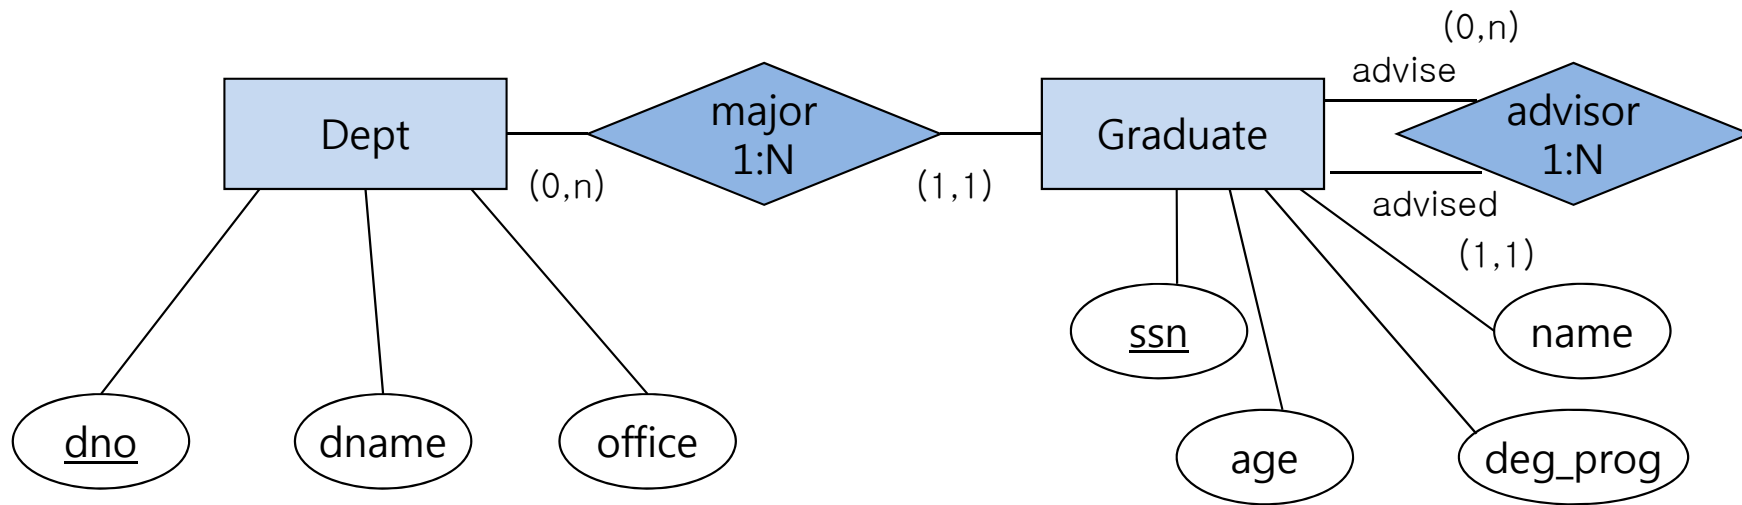 (0,n)
advise
Dept
major
1:N
Graduate
advisor
1:N
(0,n)
(1,1)
advised
(1,1)
ssn
name
dno
dname
office
age
deg_prog